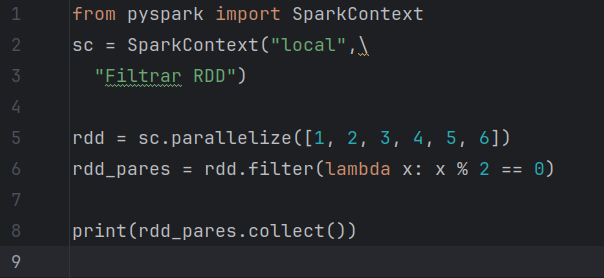 1 from pyspark import SparkContext
2 sc = SparkContext("local",\
3   "Filtrar RDD")
4
5 rdd = sc.parallelize([1, 2, 3, 4, 5, 6])
6 rdd_pares = rdd.filter(lambda x: x % 2 == 0)
7
8 print(rdd_pares.collect())
9